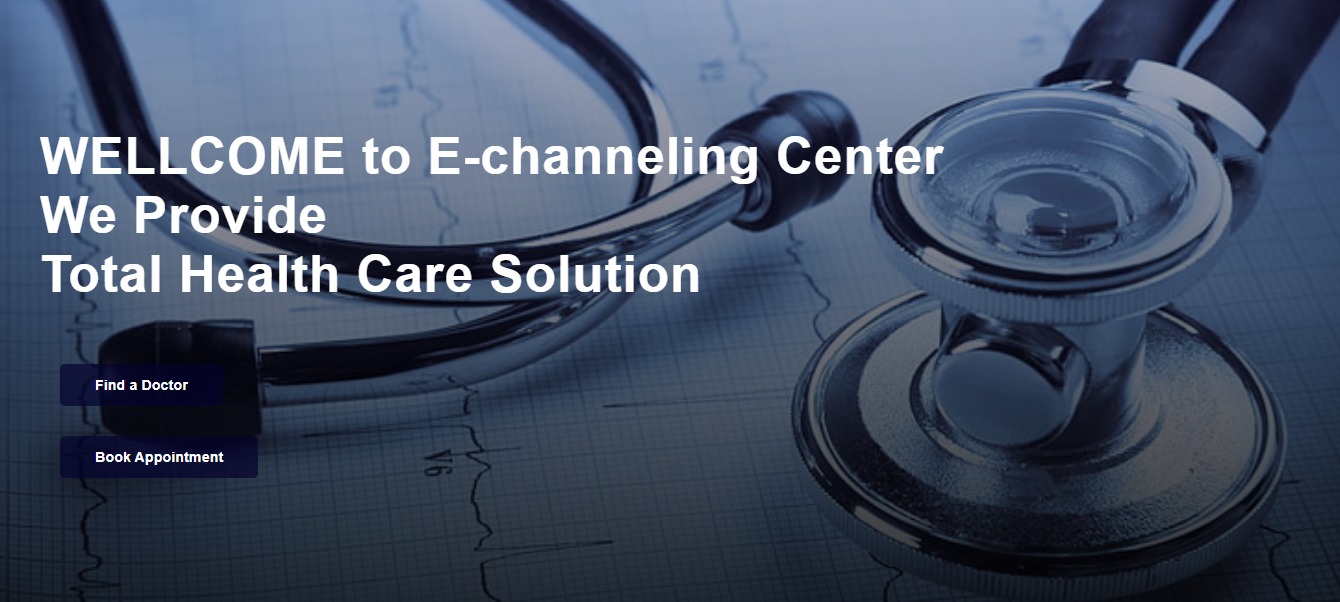 WELLCOME to E-channeling Center
We Provide
Total Health Care Solution
Find a Doctor
Book Appointment
V6